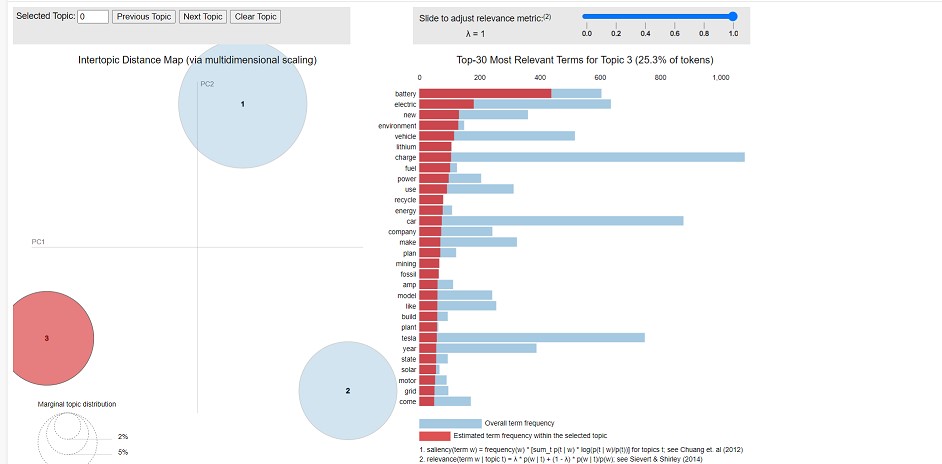 Selected Topic: 0 Previous Topic Next Topic Clear Topic
Slide to adjust relevance metric:(2)
λ = 1
0.0 0.2 0.4 0.6 0.8 1.0
Intertopic Distance Map (via multidimensional scaling)
PC2
PC1
1
2
3
Marginal topic distribution
2%
5%
Top-30 Most Relevant Terms for Topic 3 (25.3% of tokens)
0 200 400 600 800 1,000
battery
electric
new
environment
vehicle
lithium
charge
fuel
power
use
recycle
energy
car
company
make
plan
mining
fossil
amp
model
like
build
plant
tesla
year
state
solar
motor
grid
come
Overall term frequency
Estimated term frequency within the selected topic
1. saliency(term w) = frequency(w) * [sum_t p(t | w) * log(p(t | w)/p(t))] for topics t; see Chuang et. al (2012)
2. relevance(term w | topic t) = λ * p(w | t) + (1 - λ) * p(w | t)/p(w); see Sievert & Shirley (2014)